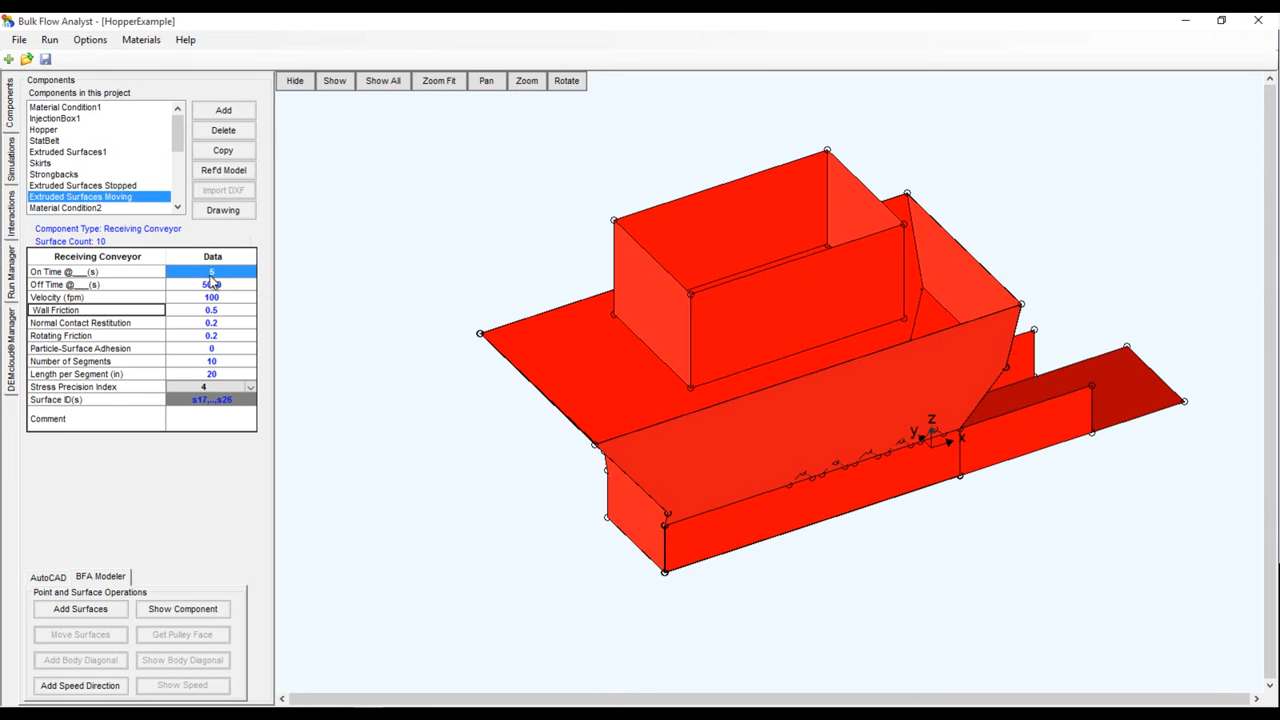 Bulk Flow Analyst - [HopperExample]
File Run Options Materials Help
Components
Simulations
Interactions
Run Manager
DEMcloud® Manager
Components
Components in this project
Material Condition1
InjectionBox1
Hopper
StatBelt
Extruded Surfaces1
Skirts
Strongbacks
Extruded Surfaces Stopped
Extruded Surfaces Moving
Material Condition2
Add
Delete
Copy
Ref'd Model
Import DXF
Drawing
Component Type: Receiving Conveyor
Surface Count: 10
Receiving Conveyor Data
On Time @___(s) 5
Off Time @___(s)
Velocity (fpm) 100
Wall Friction 0.5
Normal Contact Restitution 0.2
Rotating Friction 0.2
Particle-Surface Adhesion 0
Number of Segments 10
Length per Segment (in) 20
Stress Precision Index 4
Surface ID(s) s17,..,s26
Comment
AutoCAD BFA Modeler
Point and Surface Operations
Add Surfaces Show Component
Move Surfaces Get Pulley Face
Add Body Diagonal Show Body Diagonal
Add Speed Direction Show Speed
Hide Show Show All Zoom Fit Pan Zoom Rotate
z
y
x